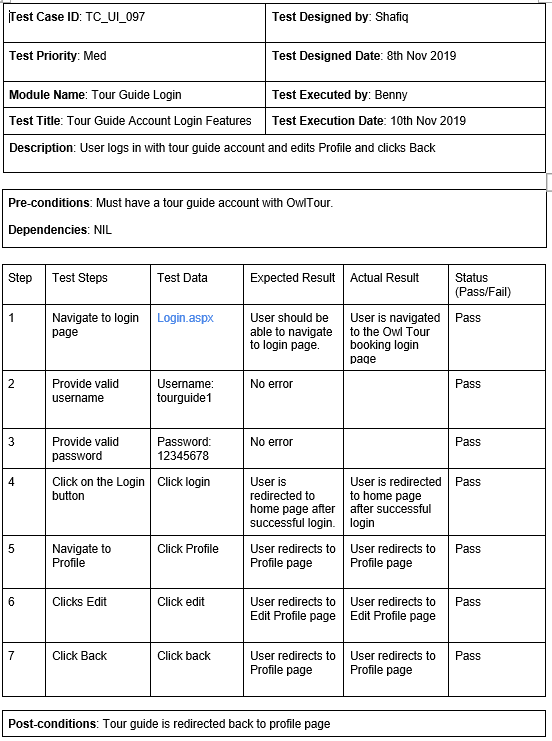 Test Case ID: TC_UI_097
Test Designed by: Shafiq
Test Priority: Med
Test Designed Date: 8th Nov 2019
Module Name: Tour Guide Login
Test Executed by: Benny
Test Title: Tour Guide Account Login Features
Test Execution Date: 10th Nov 2019
Description: User logs in with tour guide account and edits Profile and clicks Back
Pre-conditions: Must have a tour guide account with OwlTour.
Dependencies: NIL
Step
Test Steps
Test Data
Expected Result
Actual Result
Status
(Pass/Fail)
1
Navigate to login
page
Login.aspx
User should be
able to navigate
to login page.
User is navigated
to the Owl Tour
booking login
page
Pass
2
Provide valid
username
Username:
tourguide1
No error
Pass
3
Provide valid
password
Password:
12345678
No error
Pass
4
Click on the Login
button
Click login
User is
redirected to
home page after
successful login.
User is redirected
to home page
after successful
login
Pass
5
Navigate to
Profile
Click Profile
User redirects to
Profile page
User redirects to
Profile page
Pass
6
Clicks Edit
Click edit
User redirects to
Edit Profile page
User redirects to
Edit Profile page
Pass
7
Click Back
Click back
User redirects to
Profile page
User redirects to
Profile page
Pass
Post-conditions: Tour guide is redirected back to profile page